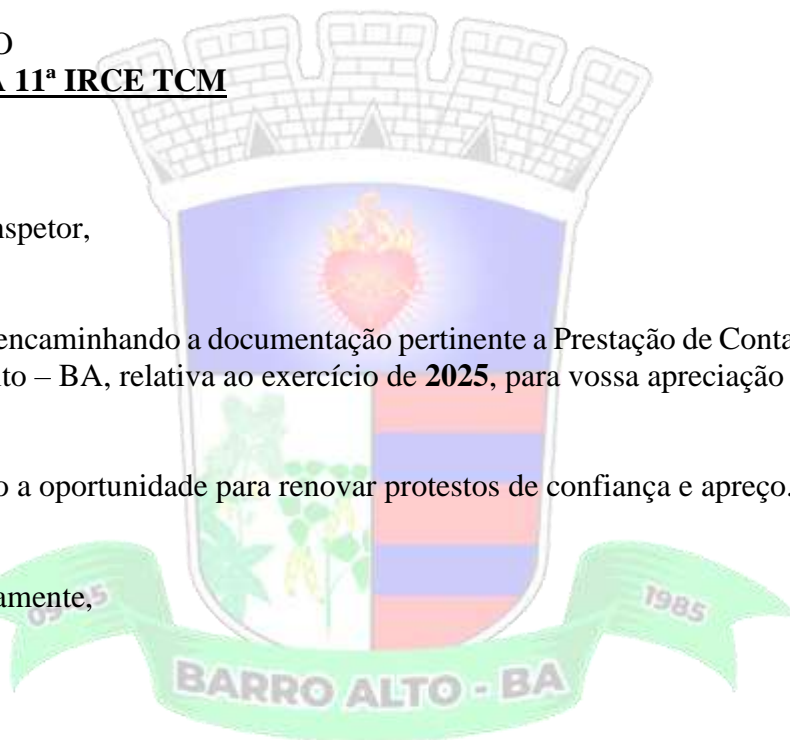 O
A 11ª IRCE TCM
nspetor,
encaminhando a documentação pertinente a Prestação de Conta
to – BA, relativa ao exercício de 2025, para vossa apreciação
o a oportunidade para renovar protestos de confiança e apreço.
amente,
1985
BARRO ALTO - BA